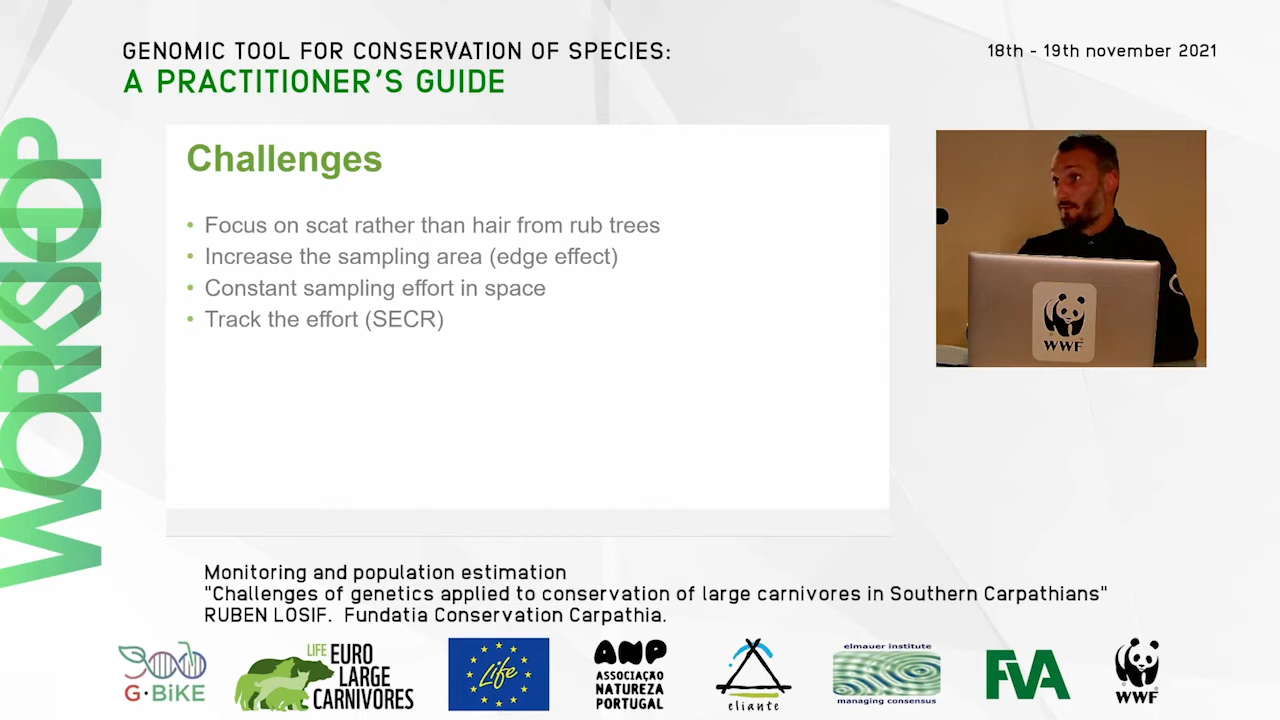 GENOMIC TOOL FOR CONSERVATION OF SPECIES:
A PRACTITIONER'S GUIDE
18th - 19th november 2021
WORKSHOP
Challenges
• Focus on scat rather than hair from rub trees
• Increase the sampling area (edge effect)
• Constant sampling effort in space
• Track the effort (SECR)
WWF
Monitoring and population estimation
"Challenges of genetics applied to conservation of large carnivores in Southern Carpathians"
RUBEN LOSIF. Fundatia Conservation Carpathia.
G·BiKE
LIFE EURO
LARGE
CARNIVORES
Life
ANP
ASSOCIAÇÃO
NATUREZA
PORTUGAL
eliante
elmauer institute
managing consensus
FVA
WWF